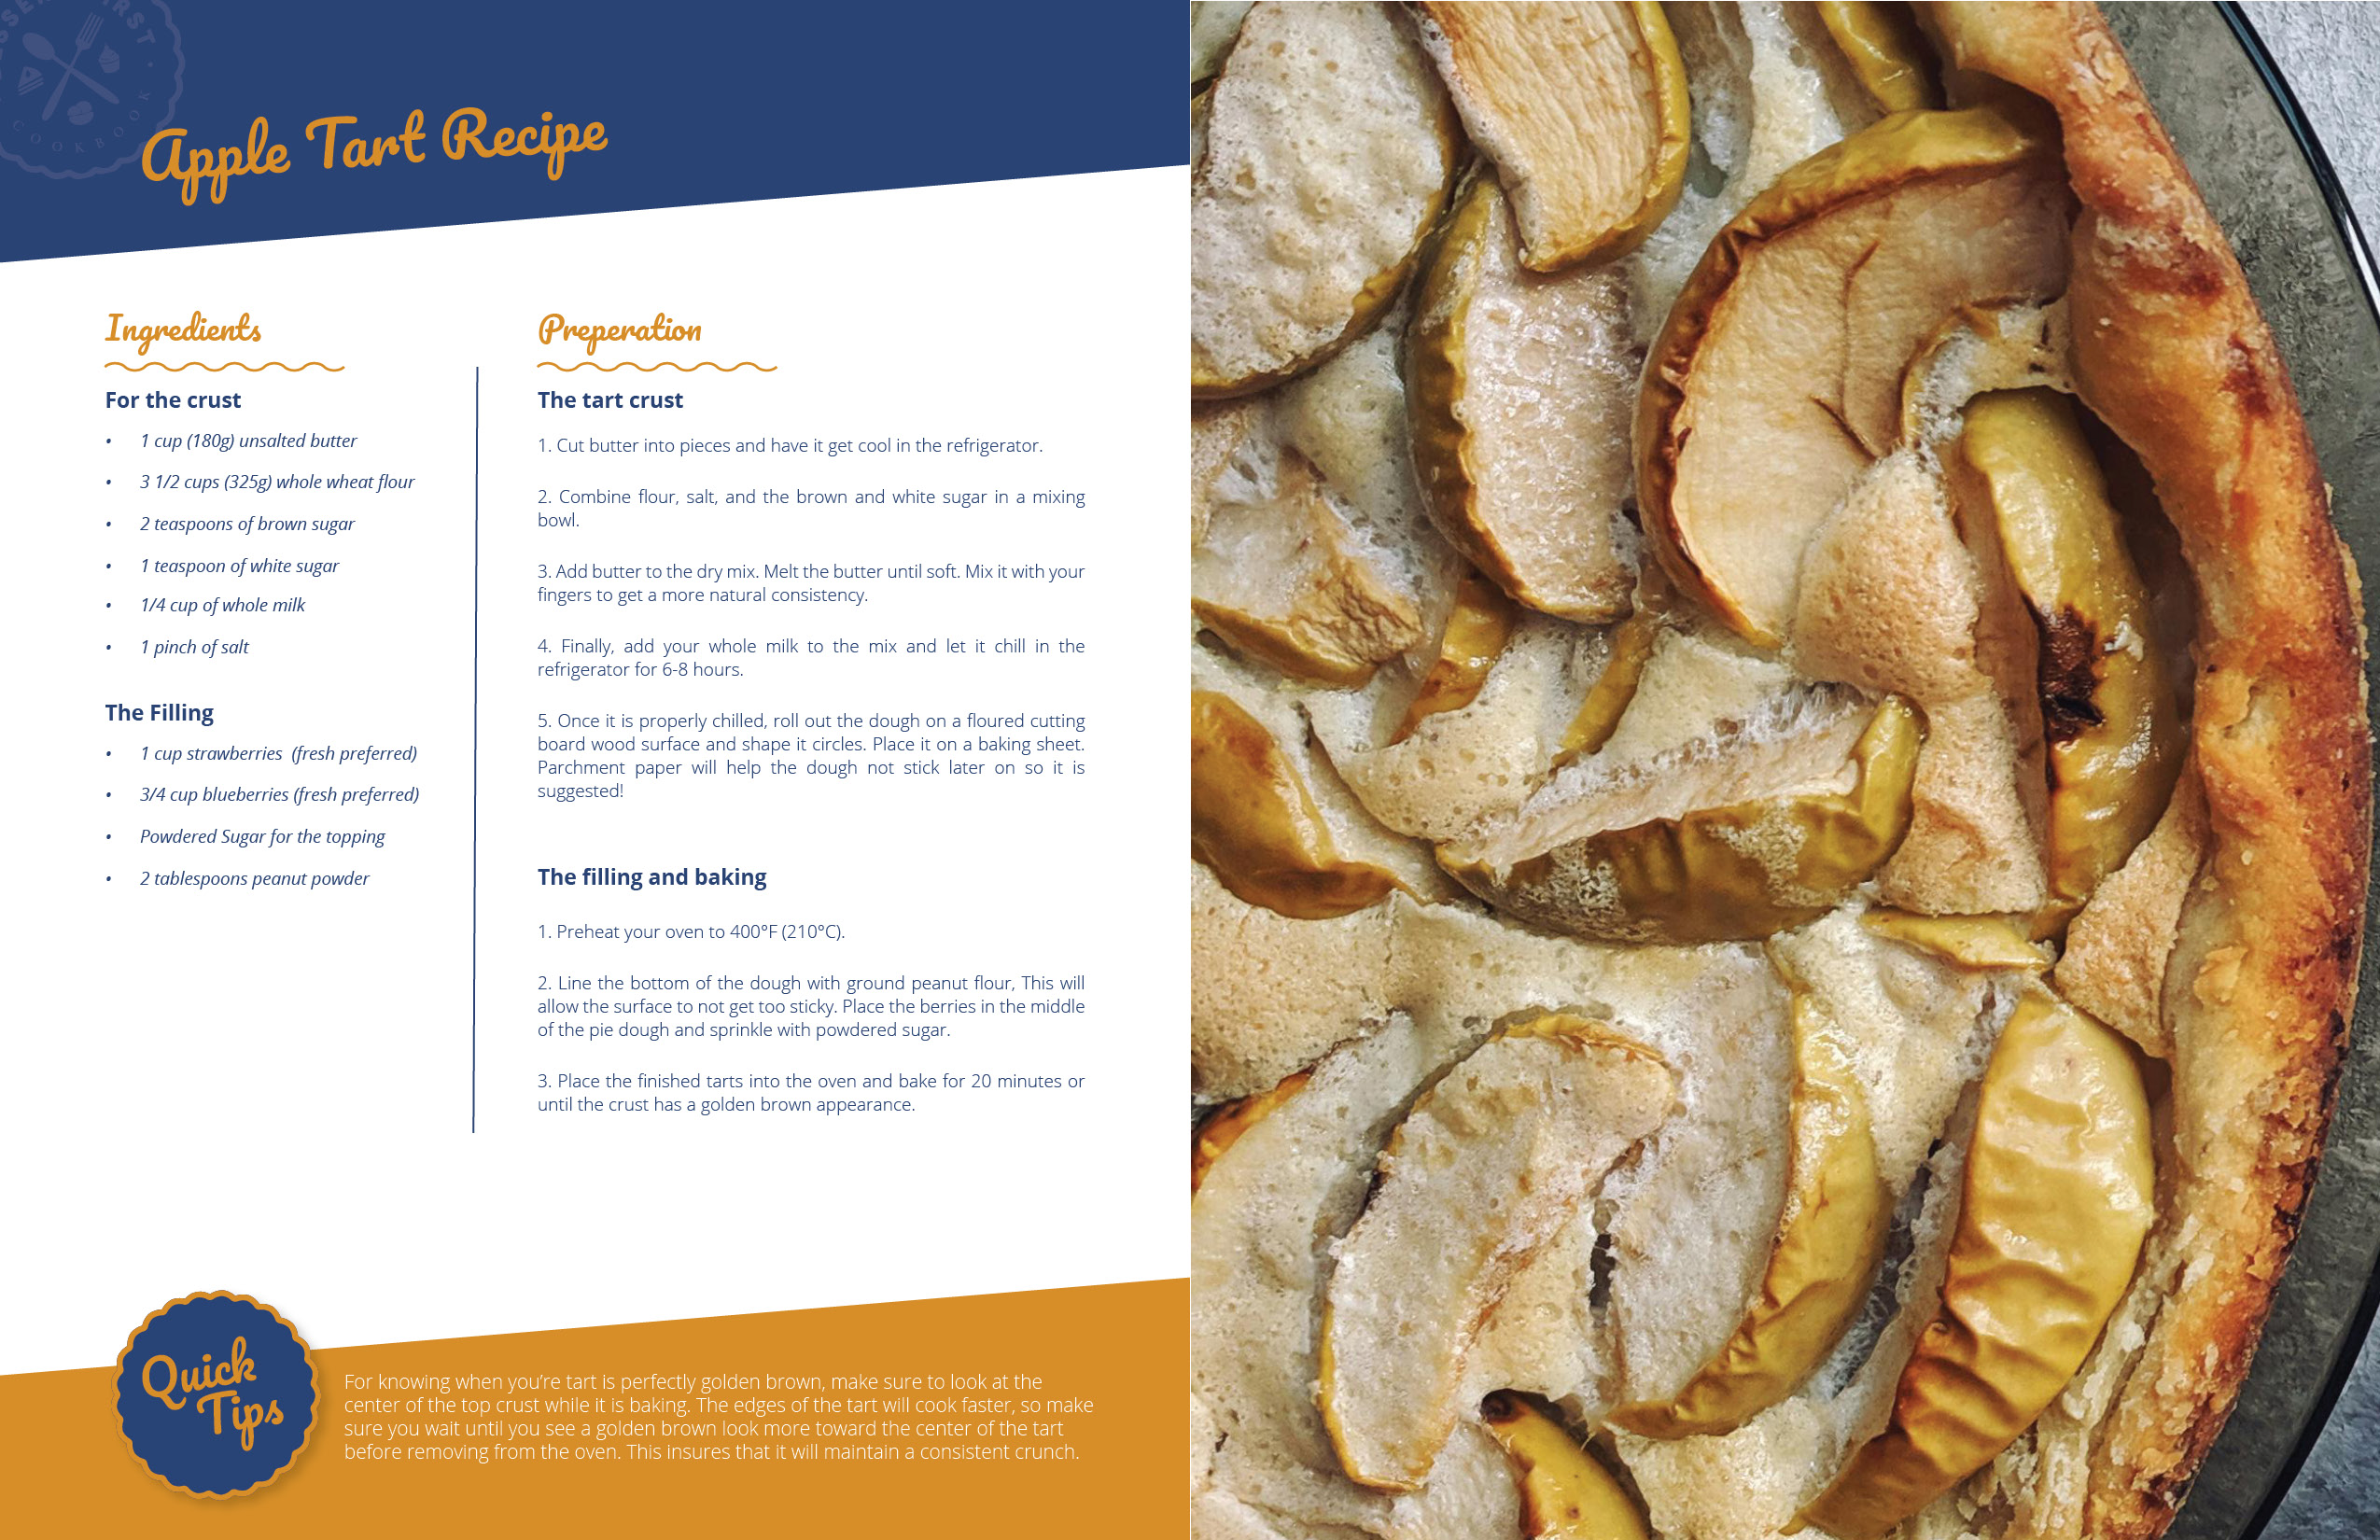 COOKBOOK
Apple Tart Recipe
Ingredients
For the crust
• 1 cup (180g) unsalted butter
• 3 1/2 cups (325g) whole wheat flour
• 2 teaspoons of brown sugar
• 1 teaspoon of white sugar
• 1/4 cup of whole milk
• 1 pinch of salt
The Filling
• 1 cup strawberries  (fresh preferred)
• 3/4 cup blueberries (fresh preferred)
• Powdered Sugar for the topping
• 2 tablespoons peanut powder
Preperation
The tart crust
1. Cut butter into pieces and have it get cool in the refrigerator.
2. Combine flour, salt, and the brown and white sugar in a mixing
bowl.
3. Add butter to the dry mix. Melt the butter until soft. Mix it with your
fingers to get a more natural consistency.
4. Finally, add your whole milk to the mix and let it chill in the
refrigerator for 6-8 hours.
5. Once it is properly chilled, roll out the dough on a floured cutting
board wood surface and shape it circles. Place it on a baking sheet.
Parchment paper will help the dough not stick later on so it is
suggested!
The filling and baking
1. Preheat your oven to 400°F (210°C).
2. Line the bottom of the dough with ground peanut flour, This will
allow the surface to not get too sticky. Place the berries in the middle
of the pie dough and sprinkle with powdered sugar.
3. Place the finished tarts into the oven and bake for 20 minutes or
until the crust has a golden brown appearance.
Quick
Tips
For knowing when you’re tart is perfectly golden brown, make sure to look at the
center of the top crust while it is baking. The edges of the tart will cook faster, so make
sure you wait until you see a golden brown look more toward the center of the tart
before removing from the oven. This insures that it will maintain a consistent crunch.